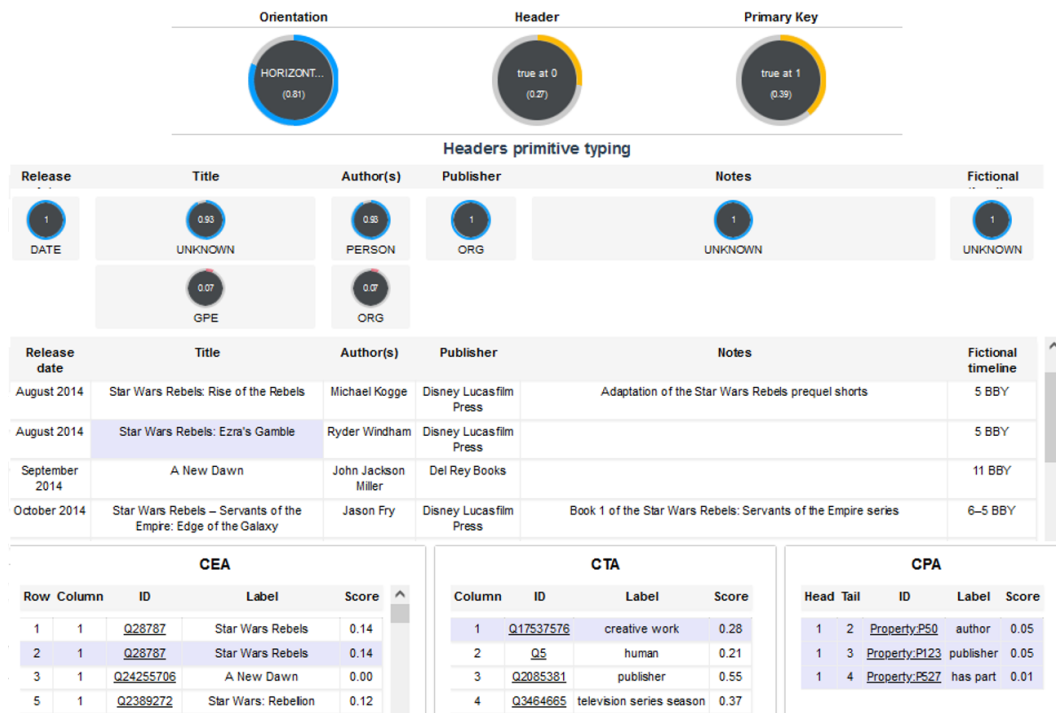 Orientation Header Primary Key
HORIZONT... true at 0 true at 1
(0.81) (0.27) (0.39)
Headers primitive typing
Release Title Author(s) Publisher Notes Fictional
1 0.93 0.93 1 1 1
DATE UNKNOWN PERSON ORG UNKNOWN UNKNOWN
0.07 0.07
GPE ORG
Release Title Author(s) Publisher Notes Fictional
date timeline
August 2014 Star Wars Rebels: Rise of the Rebels Michael Kogge Disney Lucasfilm Adaptation of the Star Wars Rebels prequel shorts 5 BBY
Press
August 2014 Star Wars Rebels: Ezra's Gamble Ryder Windham Disney Lucasfilm 5 BBY
Press
September A New Dawn John Jackson Del Rey Books 11 BBY
2014 Miller
October 2014 Star Wars Rebels – Servants of the Jason Fry Disney Lucasfilm Book 1 of the Star Wars Rebels: Servants of the Empire series 6–5 BBY
Empire: Edge of the Galaxy Press
CEA CTA CPA
Row Column ID Label Score Column ID Label Score Head Tail ID Label Score
1 1 Q28787 Star Wars Rebels 0.14 1 Q17537576 creative work 0.28 1 2 Property:P50 author 0.05
2 1 Q28787 Star Wars Rebels 0.14 2 Q5 human 0.21 1 3 Property:P123 publisher 0.05
3 1 Q24255706 A New Dawn 0.00 3 Q2085381 publisher 0.55 1 4 Property:P527 has part 0.01
5 1 Q2389272 Star Wars: Rebellion 0.12 4 Q3464665 television series season 0.37